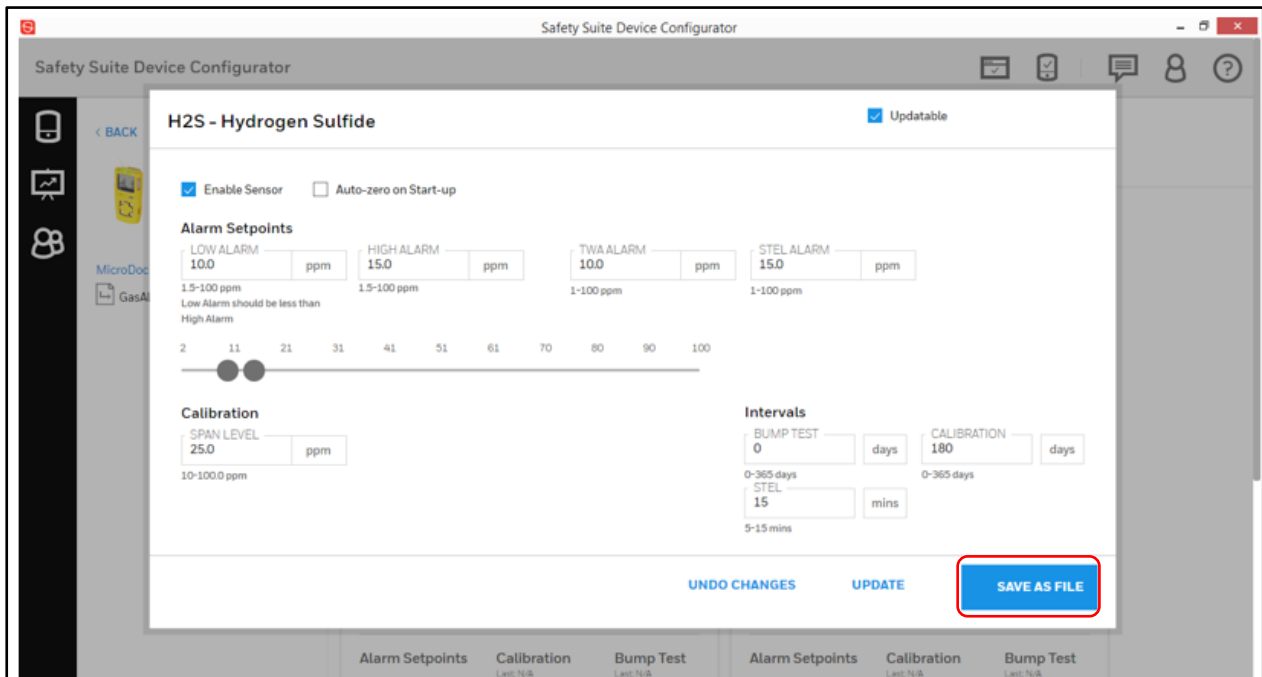 Safety Suite Device Configurator
Safety Suite Device Configurator
< BACK
H2S - Hydrogen Sulfide
Updatable
Enable Sensor
Auto-zero on Start-up
Alarm Setpoints
LOW ALARM
HIGH ALARM
TWA ALARM
STEL ALARM
10.0 ppm
15.0 ppm
10.0 ppm
15.0 ppm
1.5-100 ppm
1.5-100 ppm
1-100 ppm
1-100 ppm
Low Alarm should be less than
High Alarm
MicroDoc
GasAl
2 11 21 31 41 51 61 70 80 90 100
Calibration
SPAN LEVEL
25.0 ppm
10-100.0 ppm
Intervals
BUMP TEST
CALIBRATION
0 days
180 days
0-365 days
0-365 days
STEL
15 mins
5-15 mins
UNDO CHANGES
UPDATE
SAVE AS FILE
Alarm Setpoints Calibration Bump Test
Last: N/A Last: N/A
Alarm Setpoints Calibration Bump Test
Last: N/A Last: N/A